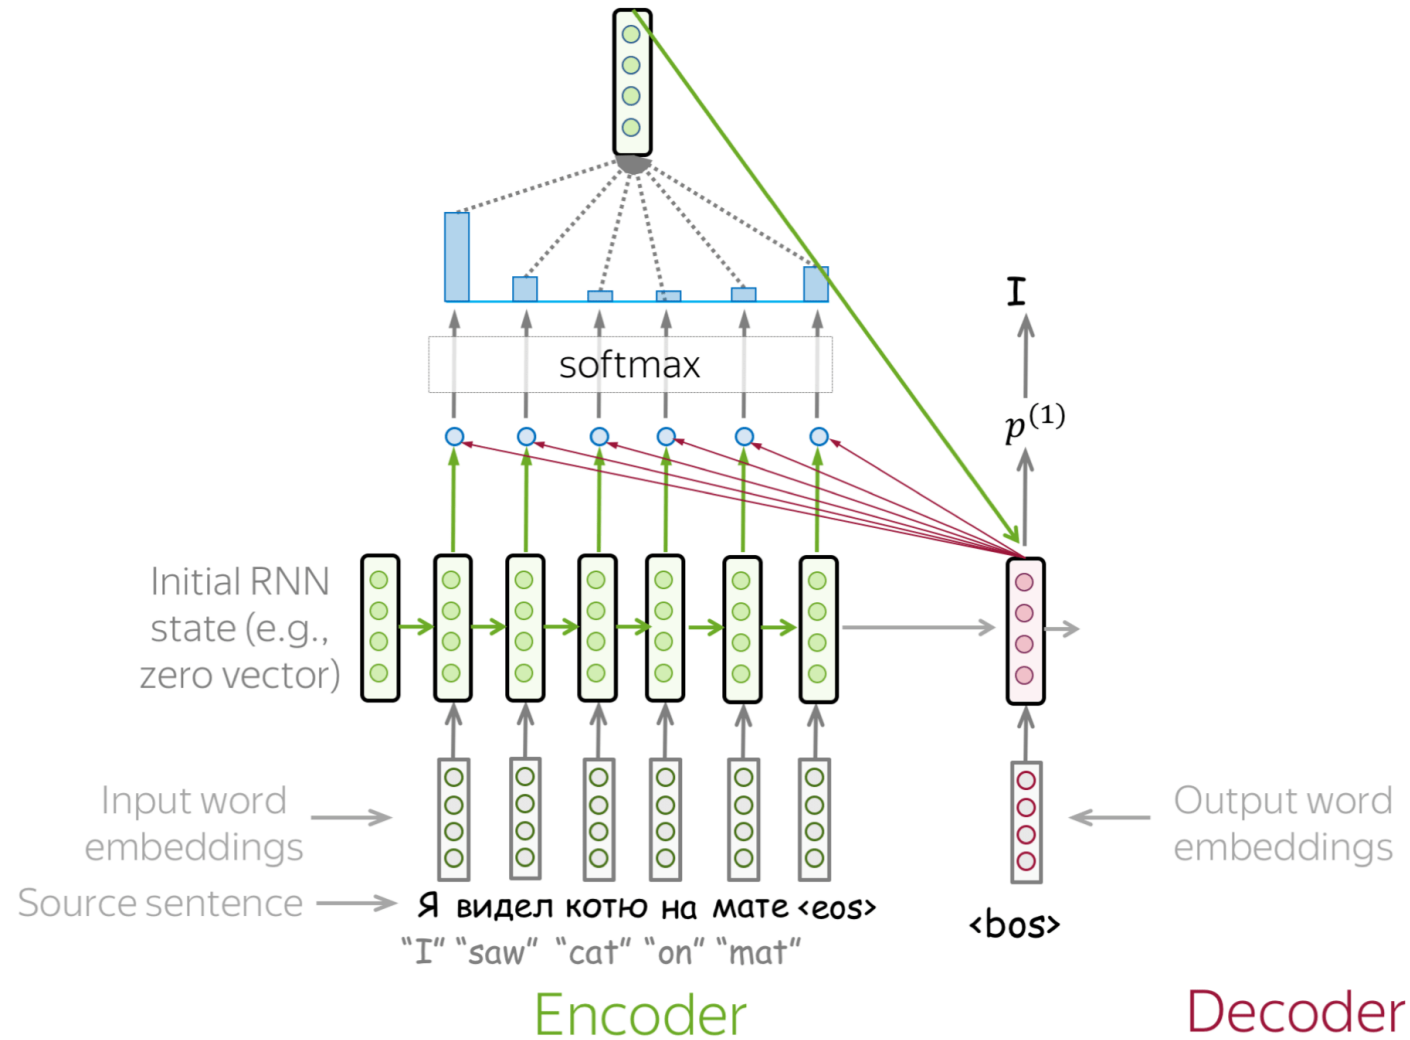 softmax
I
p(1)
Initial RNN
state (e.g.,
zero vector)
Input word
embeddings
Output word
embeddings
Source sentence
Я видел котю на мате <eos>
"I" "saw" "cat" "on" "mat"
<bos>
Encoder
Decoder